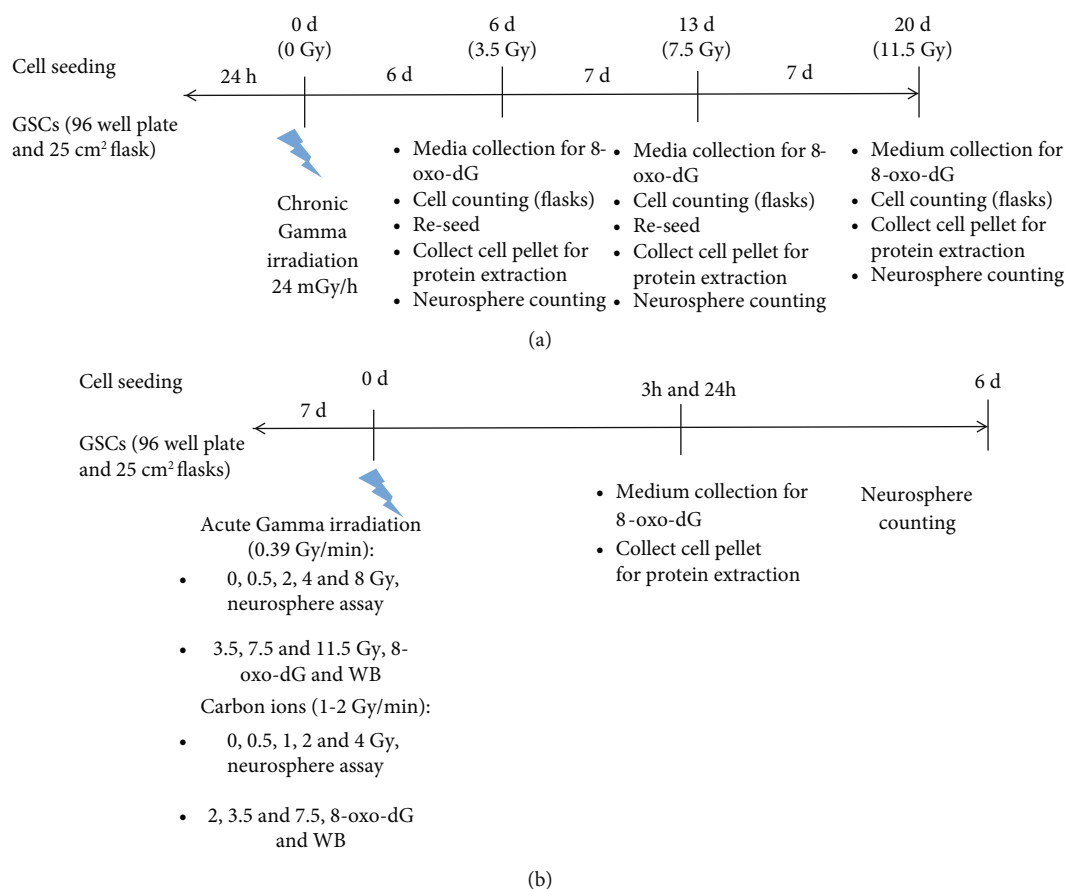 0 d
(0 Gy)
6 d
(3.5 Gy)
13 d
(7.5 Gy)
20 d
(11.5 Gy)
Cell seeding
24 h
6 d
7 d
7 d
GSCs (96 well plate
and 25 cm² flask)
Chronic
Gamma
irradiation
24 mGy/h
• Media collection for 8-
oxo-dG
• Cell counting (flasks)
• Re-seed
• Collect cell pellet for
protein extraction
• Neurosphere counting
• Media collection for 8-
oxo-dG
• Cell counting (flasks)
• Re-seed
• Collect cell pellet for
protein extraction
• Neurosphere counting
• Medium collection for
8-oxo-dG
• Cell counting (flasks)
• Collect cell pellet for
protein extraction
• Neurosphere counting
(a)
Cell seeding
0 d
3h and 24h
6 d
7 d
GSCs (96 well plate
and 25 cm² flasks)
Acute Gamma irradiation
(0.39 Gy/min):
• 0, 0.5, 2, 4 and 8 Gy,
neurosphere assay
• 3.5, 7.5 and 11.5 Gy, 8-
oxo-dG and WB
Carbon ions (1-2 Gy/min):
• 0, 0.5, 1, 2 and 4 Gy,
neurosphere assay
• 2, 3.5 and 7.5, 8-oxo-dG
and WB
• Medium collection for
8-oxo-dG
• Collect cell pellet
for protein extraction
Neurosphere
counting
(b)